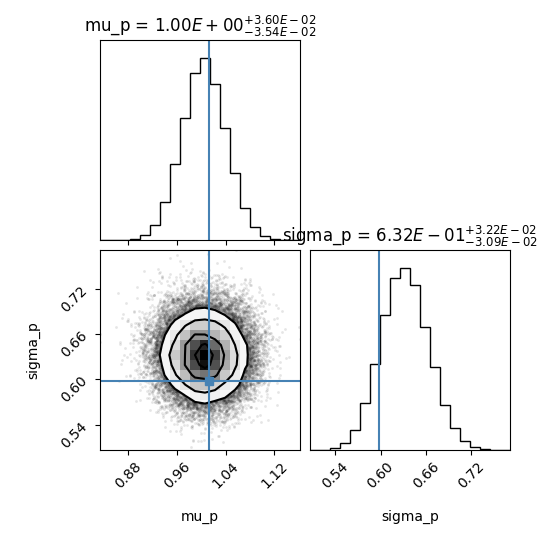 mu_p = 1.00E + 00^{+3.60E − 02}_{−3.54E − 02}
sigma_p = 6.32E − 01^{+3.22E − 02}_{−3.09E − 02}
sigma_p
0.72
0.66
0.60
0.54
0.88 0.96 1.04 1.12
0.54 0.60 0.66 0.72
mu_p
sigma_p